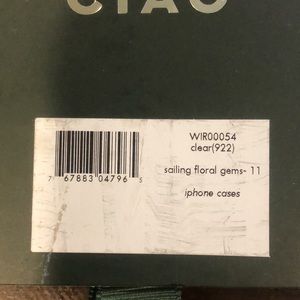 CIAO
WIR00054
clear(922)
sailing floral gems- 11
iphone cases
7 67883 04796 5